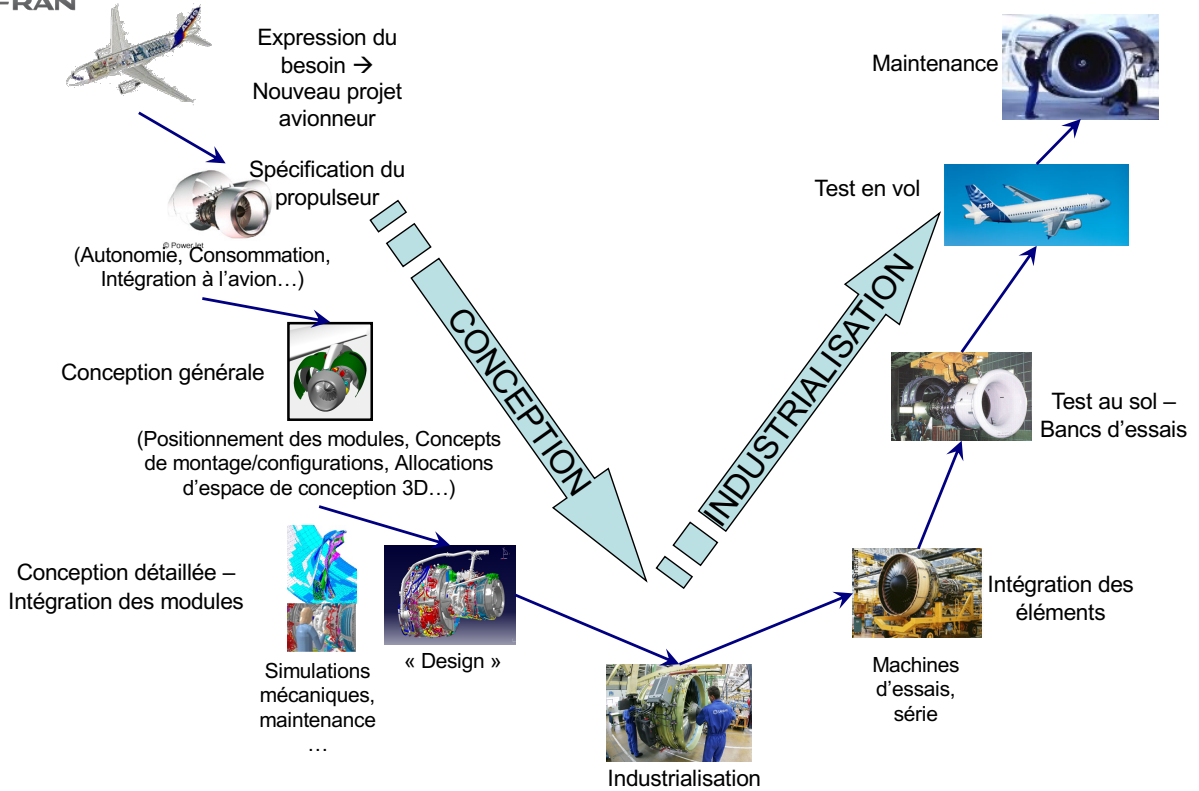 Expression du
besoin →
Nouveau projet
avionneur
Spécification du
propulseur
© PowerJet
(Autonomie, Consommation,
Intégration à l'avion…)
Conception générale
(Positionnement des modules, Concepts
de montage/configurations, Allocations
d'espace de conception 3D…)
Conception détaillée –
Intégration des modules
Simulations
mécaniques,
maintenance
…
« Design »
CONCEPTION
Industrialisation
INDUSTRIALISATION
Intégration des
éléments
Machines
d'essais,
série
Test au sol –
Bancs d'essais
Test en vol
A319
Maintenance